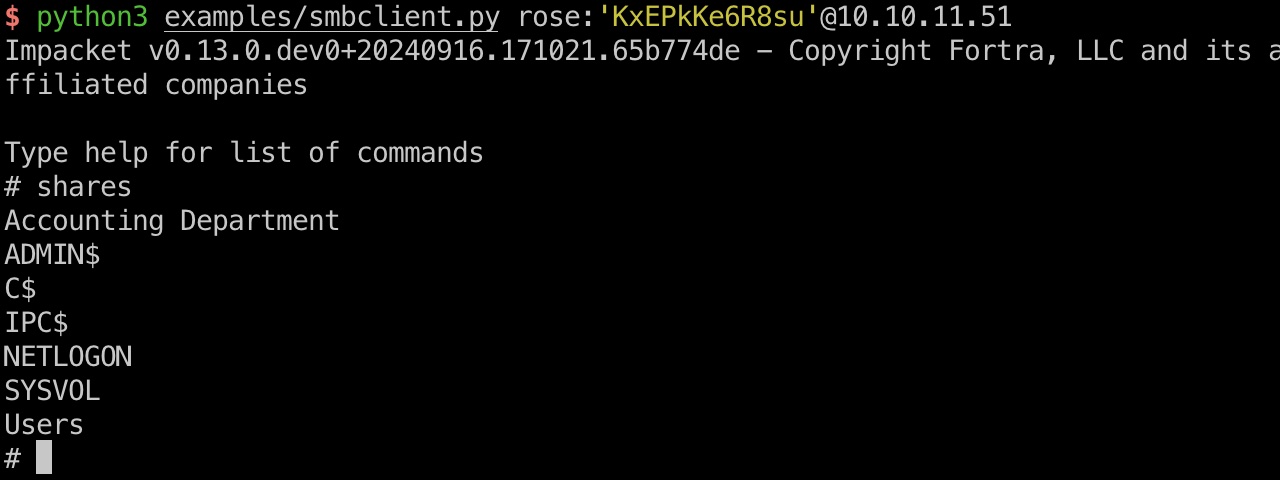 $ python3 examples/smbclient.py rose:'KxEPkKe6R8su'@10.10.11.51
Impacket v0.13.0.dev0+20240916.171021.65b774de – Copyright Fortra, LLC and its a
ffiliated companies
Type help for list of commands
# shares
Accounting Department
ADMIN$
C$
IPC$
NETLOGON
SYSVOL
Users
#